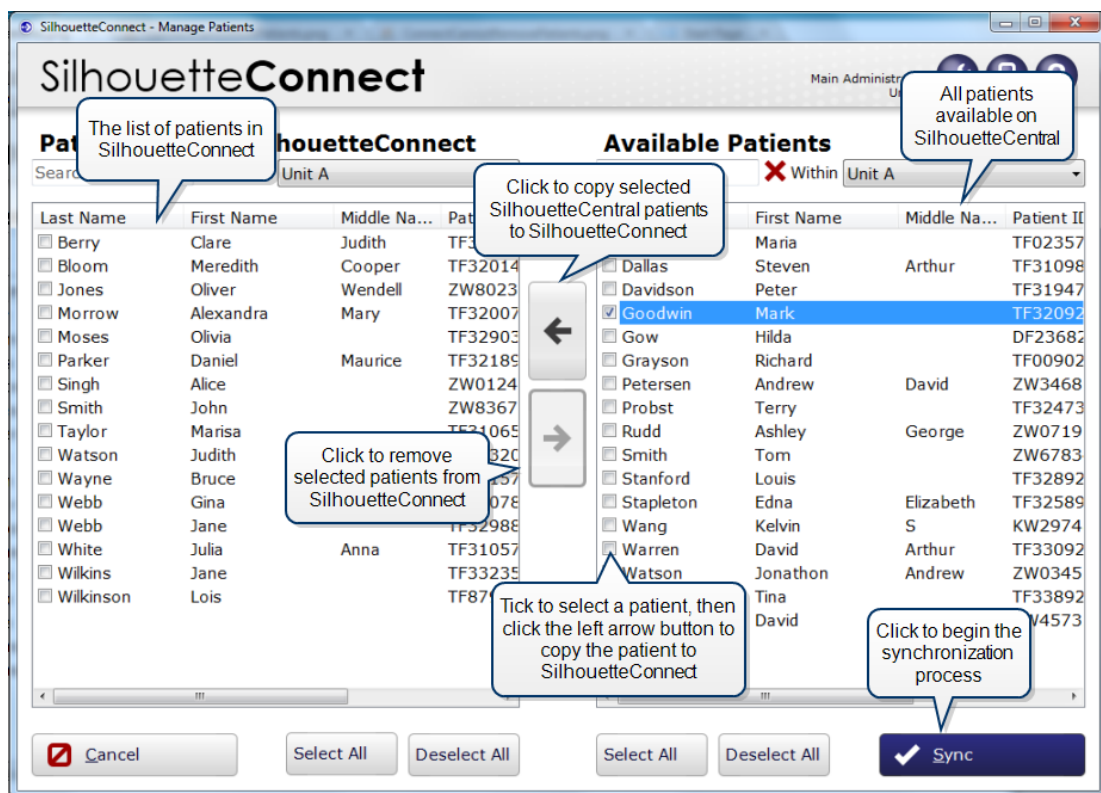 SilhouetteConnect - Manage Patients
SilhouetteConnect
Main Administr
All patients
available on
SilhouetteCentral
The list of patients in
SilhouetteConnect
houetteConnect
Available Patients
Unit A
Within Unit A
Click to copy selected
SilhouetteCentral patients
to SilhouetteConnect
Last Name First Name Middle Na... Pat
First Name Middle Na... Patient ID
Berry Clare Judith TF3
Maria TF02357
Bloom Meredith Cooper TF32014
Dallas Steven Arthur TF31098
Jones Oliver Wendell ZW8023
Davidson Peter TF31947
Morrow Alexandra Mary TF32007
Goodwin Mark TF32092
Moses Olivia TF32903
Gow Hilda DF23682
Parker Daniel Maurice TF32189
Grayson Richard TF00902
Singh Alice ZW0124
Petersen Andrew David ZW3468
Smith John ZW8367
Probst Terry TF32473
Taylor Marisa TF31065
Rudd Ashley George ZW0719
Watson Judith 320
Smith Tom ZW6783
Wayne Bruce 157
Stanford Louis TF32892
Webb Gina 078
Stapleton Edna Elizabeth TF32589
Webb Jane TF32988
Wang Kelvin S KW2974
White Julia Anna TF31057
Warren David Arthur TF33092
Wilkins Jane TF33235
Watson Jonathon Andrew ZW0345
Wilkinson Lois TF87
Tina TF33892
David W4573
Click to remove
selected patients from
SilhouetteConnect
Tick to select a patient, then
click the left arrow button to
copy the patient to
SilhouetteConnect
Click to begin the
synchronization
process
Cancel Select All Deselect All Select All Deselect All Sync